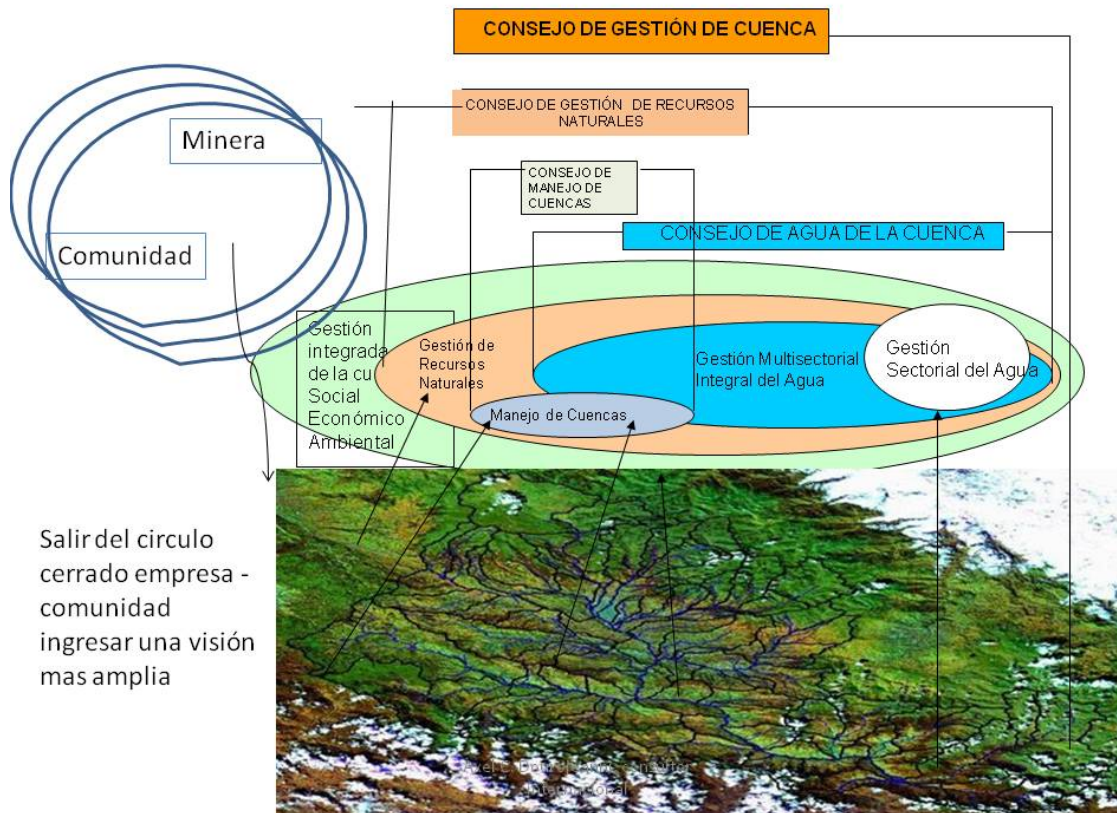 CONSEJO DE GESTIÓN DE CUENCA
CONSEJO DE GESTIÓN DE RECURSOS
NATURALES
Minera
CONSEJO DE
MANEJO DE
CUENCAS
CONSEJO DE AGUA DE LA CUENCA
Comunidad
Gestión
integrada
de la cu
Social
Económico
Ambiental
Gestión de
Recursos
Naturales
Gestión Multisectorial
Integral del Agua
Gestión
Sectorial del Agua
Manejo de Cuencas
Salir del circulo
cerrado empresa -
comunidad
ingresar una visión
mas amplia
Internacional